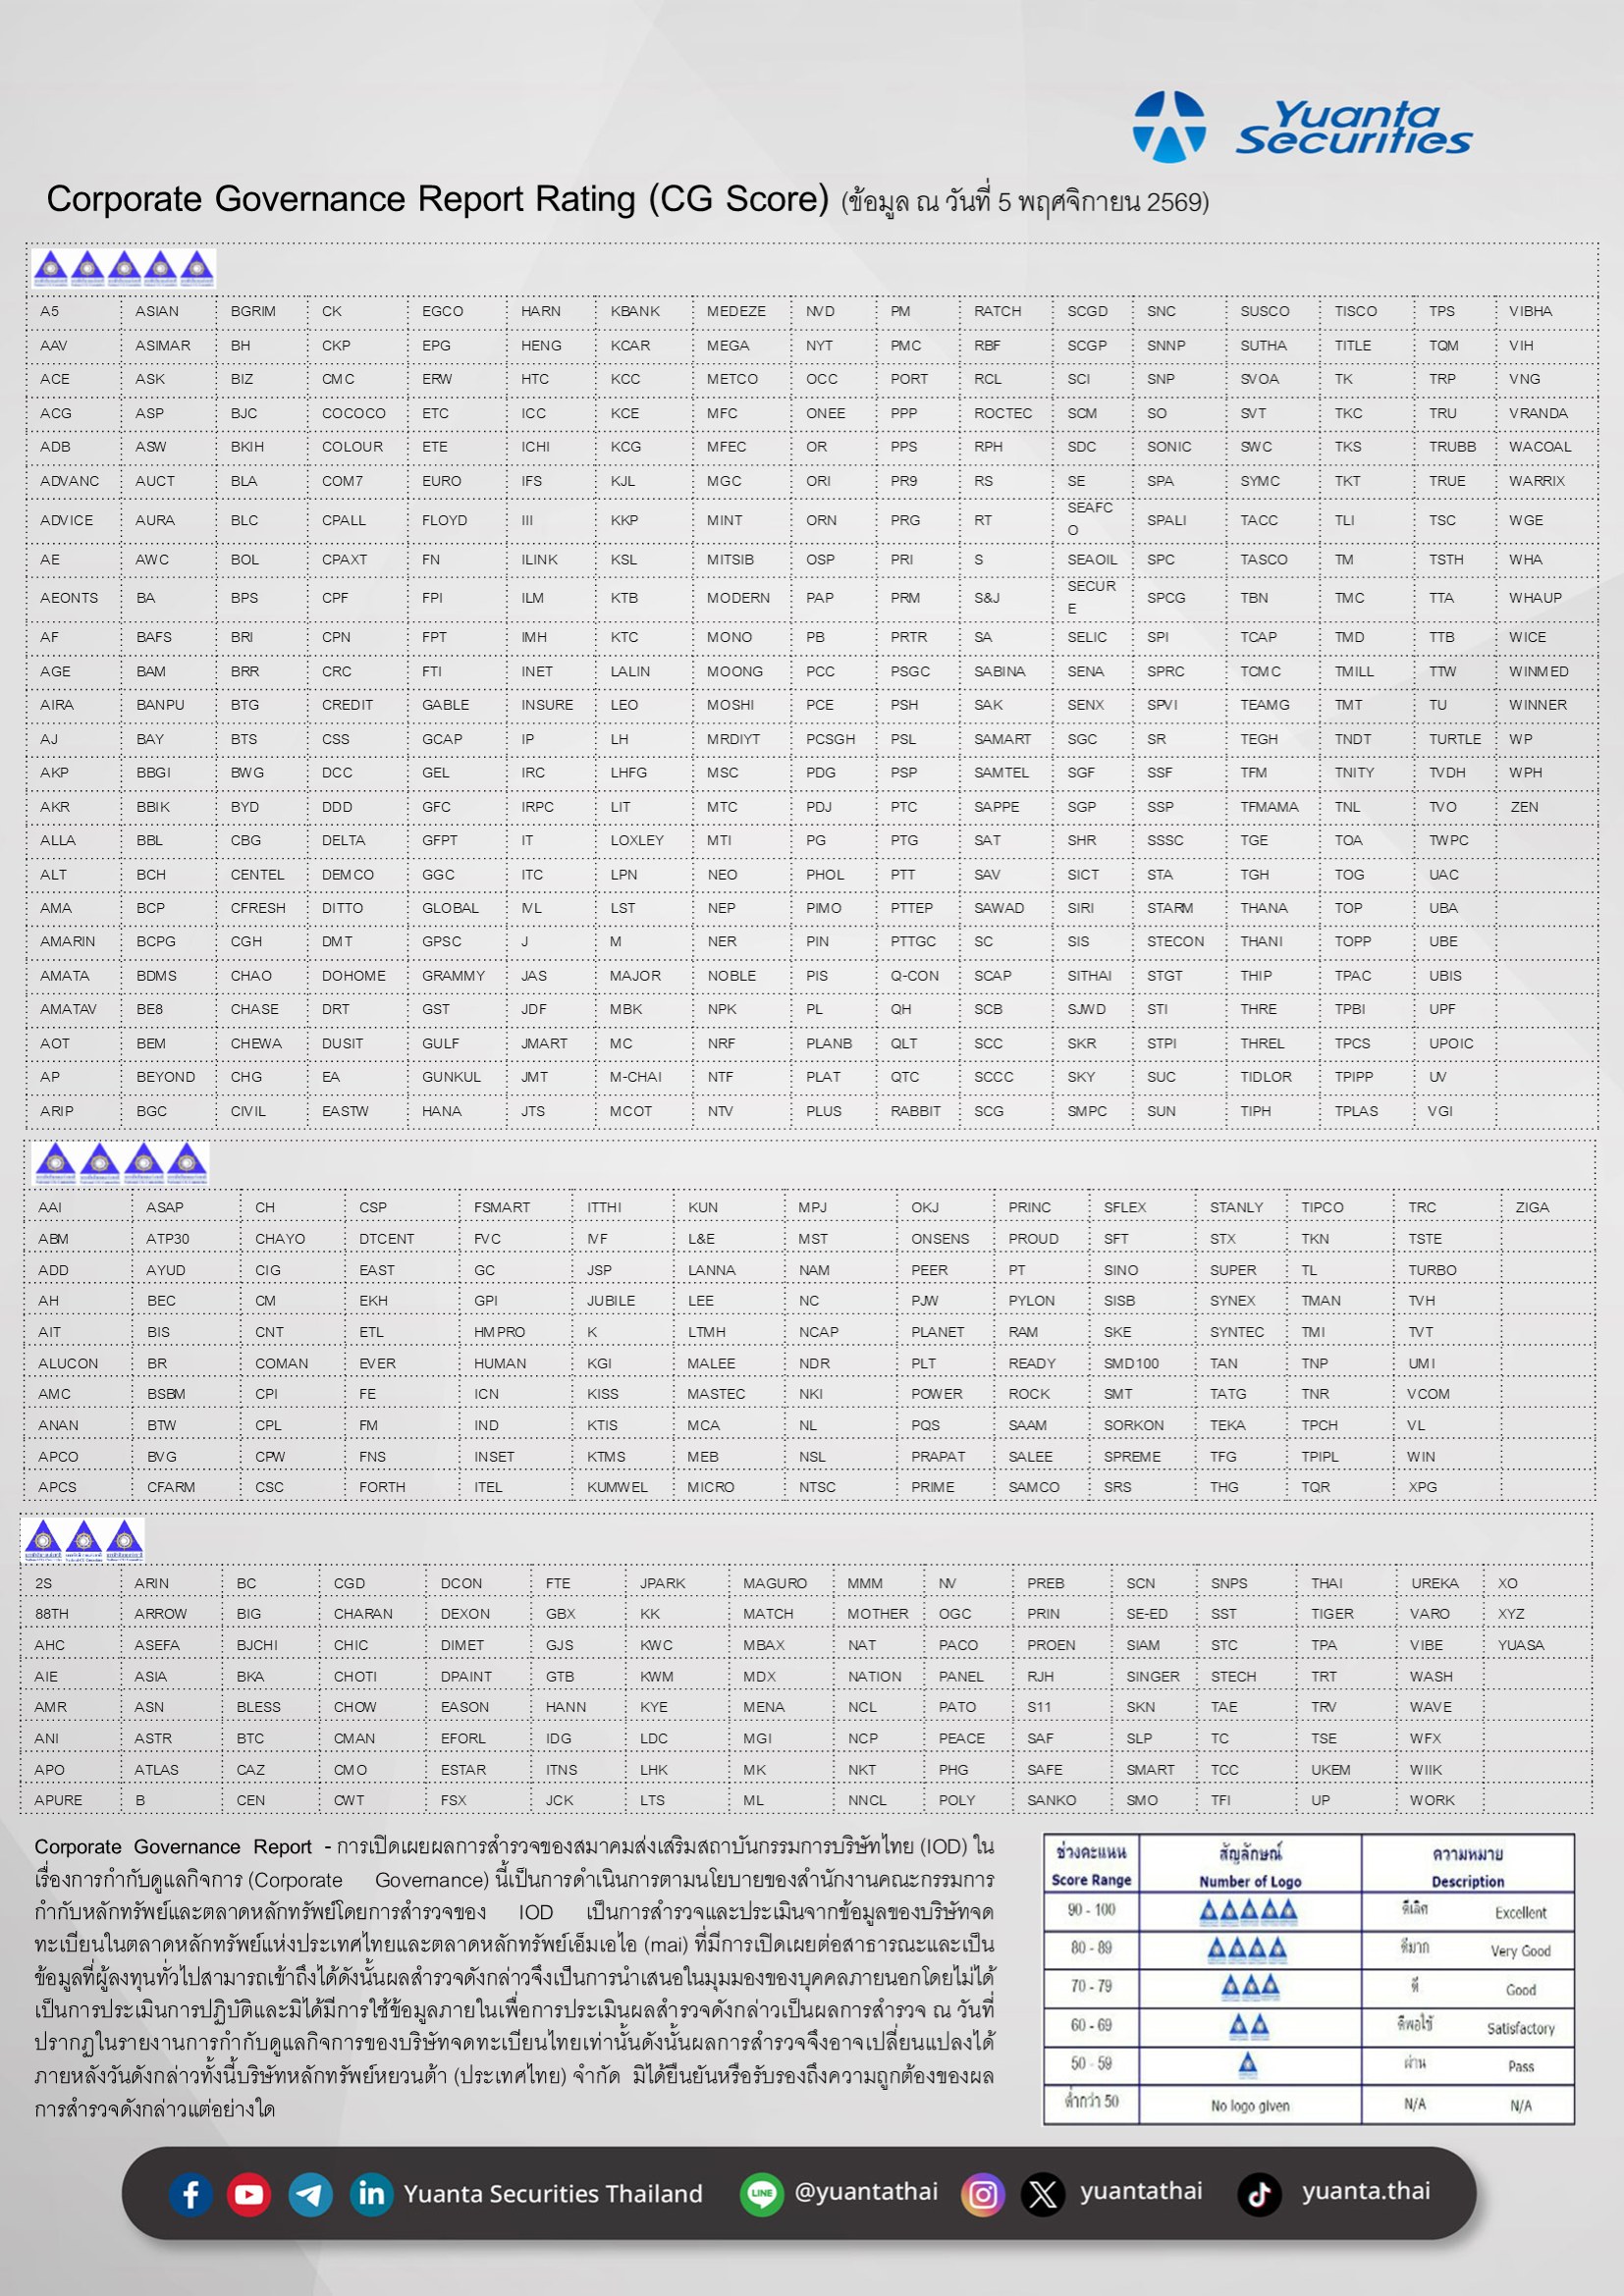 Yuanta
Securities
Corporate Governance Report Rating (CG Score) (ข้อมูล ณ วันที่ 5 พฤศจิกายน 2569)
A5 ASIAN BGRIM CK EGCO HARN KBANK MEDEZE NVD PM RATCH SCGD SNC SUSCO TISCO TPS VIBHA
AAV ASIMAR BH CKP EPG HENG KCAR MEGA NYT PMC RBF SCGP SNNP SUTHA TITLE TQM VIH
ACE ASK BIZ CMC ERW HTC KCC METCO OCC PORT RCL SCI SNP SVOA TK TRP VNG
ACG ASP BJC COCOCO ETC ICC KCE MFC ONEE PPP ROCTEC SCM SO SVT TKC TRU VRANDA
ADB ASW BKIH COLOUR ETE ICHI KCG MFEC OR PPS RPH SDC SONIC SWC TKS TRUBB WACOAL
ADVANC AUCT BLA COM7 EURO IFS KJL MGC ORI PR9 RS SE SPA SYMC TKT TRUE WARRIX
ADVICE AURA BLC CPALL FLOYD III KKP MINT ORN PRG RT SEAFCO SPALI TACC TLI TSC WGE
AE AWC BOL CPAXT FN ILINK KSL MITSIB OSP PRI S SEAOIL SPC TASCO TM TSTH WHA
AEONTS BA BPS CPF FPI ILM KTB MODERN PAP PRM S&J SECURE SPCG TBN TMC TTA WHAUP
AF BAFS BRI CPN FPT IMH KTC MONO PB PRTR SA SELIC SPI TCAP TMD TTB WICE
AGE BAM BRR CRC FTI INET LALIN MOONG PCC PSGC SABINA SENA SPRC TCMC TMILL TTW WINMED
AIRA BANPU BTG CREDIT GABLE INSURE LEO MOSHI PCE PSH SAK SENX SPVI TEAMG TMT TU WINNER
AJ BAY BTS CSS GCAP IP LH MRDIYT PCSGH PSL SAMART SGC SR TEGH TNDT TURTLE WP
AKP BBGI BWG DCC GEL IRC LHFG MSC PDG PSP SAMTEL SGF SSF TFM TNITY TVDH WPH
AKR BBIK BYD DDD GFC IRPC LIT MTC PDJ PTC SAPPE SGP SSP TFMAMA TNL TVO ZEN
ALLA BBL CBG DELTA GFPT IT LOXLEY MTI PG PTG SAT SHR SSSC TGE TOA TWPC
ALT BCH CENTEL DEMCO GGC ITC LPN NEO PHOL PTT SAV SICT STA TGH TOG UAC
AMA BCP CFRESH DITTO GLOBAL IVL LST NEP PIMO PTTEP SAWAD SIRI STARM THANA TOP UBA
AMARIN BCPG CGH DMT GPSC J M NER PIN PTTGC SC SIS STECON THANI TOPP UBE
AMATA BDMS CHAO DOHOME GRAMMY JAS MAJOR NOBLE PIS Q-CON SCAP SITHAI STGT THIP TPAC UBIS
AMATAV BE8 CHASE DRT GST JDF MBK NPK PL QH SCB SJWD STI THRE TPBI UPF
AOT BEM CHEWA DUSIT GULF JMART MC NRF PLANB QLT SCC SKR STPI THREL TPCS UPOIC
AP BEYOND CHG EA GUNKUL JMT M-CHAI NTF PLAT QTC SCCC SKY SUC TIDLOR TPIPP UV
ARIP BGC CIVIL EASTW HANA JTS MCOT NTV PLUS RABBIT SCG SMPC SUN TIPH TPLAS VGI
AAI ASAP CH CSP FSMART ITTHI KUN MPJ OKJ PRINC SFLEX STANLY TIPCO TRC ZIGA
ABM ATP30 CHAYO DTCENT FVC IVF L&E MST ONSENS PROUD SFT STX TKN TSTE
ADD AYUD CIG EAST GC JSP LANNA NAM PEER PT SINO SUPER TL TURBO
AH BEC CM EKH GPI JUBILE LEE NC PJW PYLON SISB SYNEX TMAN TVH
AIT BIS CNT ETL HMPRO K LTMH NCAP PLANET RAM SKE SYNTEC TMI TVT
ALUCON BR COMAN EVER HUMAN KGI MALEE NDR PLT READY SMD100 TAN TNP UMI
AMC BSBM CPI FE ICN KISS MASTEC NKI POWER ROCK SMT TATG TNR VCOM
ANAN BTW CPL FM IND KTIS MCA NL PQS SAAM SORKON TEKA TPCH VL
APCO BVG CPW FNS INSET KTMS MEB NSL PRAPAT SALEE SPREME TFG TPIPL WIN
APCS CFARM CSC FORTH ITEL KUMWEL MICRO NTSC PRIME SAMCO SRS THG TQR XPG
2S ARIN BC CGD DCON FTE JPARK MAGURO MMM NV PREB SCN SNPS THAI UREKA XO
88TH ARROW BIG CHARAN DEXON GBX KK MATCH MOTHER OGC PRIN SE-ED SST TIGER VARO XYZ
AHC ASEFA BJCHI CHIC DIMET GJS KWC MBAX NAT PACO PROEN SIAM STC TPA VIBE YUASA
AIE ASIA BKA CHOTI DPAINT GTB KWM MDX NATION PANEL RJH SINGER STECH TRT WASH
AMR ASN BLESS CHOW EASON HANN KYE MENA NCL PATO S11 SKN TAE TRV WAVE
ANI ASTR BTC CMAN EFORL IDG LDC MGI NCP PEACE SAF SLP TC TSE WFX
APO ATLAS CAZ CMO ESTAR ITNS LHK MK NKT PHG SAFE SMART TCC UKEM WIIK
APURE B CEN CWT FSX JCK LTS ML NNCL POLY SANKO SMO TFI UP WORK
Corporate Governance Report - การเปิดเผยผลการสำรวจของสมาคมส่งเสริมสถาบันกรรมการบริษัทไทย (IOD) ใน
เรื่องการกำกับดูแลกิจการ (Corporate Governance) นี้เป็นการดำเนินการตามนโยบายของสำนักงานคณะกรรมการ
กำกับหลักทรัพย์และตลาดหลักทรัพย์โดยการสำรวจของ IOD เป็นการสำรวจและประเมินจากข้อมูลของบริษัทจด
ทะเบียนในตลาดหลักทรัพย์แห่งประเทศไทยและตลาดหลักทรัพย์เอ็มเอไอ (mai) ที่มีการเปิดเผยต่อสาธารณะและเป็น
ข้อมูลที่ผู้ลงทุนทั่วไปสามารถเข้าถึงได้ดังนั้นผลสำรวจดังกล่าวจึงเป็นการนำเสนอในมุมมองของบุคคลภายนอกโดยไม่ได้
เป็นการประเมินการปฏิบัติและมิได้มีการใช้ข้อมูลภายในเพื่อการประเมินผลสำรวจดังกล่าวเป็นผลการสำรวจ ณ วันที่
ปรากฏในรายงานการกำกับดูแลกิจการของบริษัทจดทะเบียนไทยเท่านั้นดังนั้นผลการสำรวจจึงอาจเปลี่ยนแปลงได้
ภายหลังวันดังกล่าวทั้งนี้บริษัทหลักทรัพย์หยวนต้า (ประเทศไทย) จำกัด มิได้ยืนยันหรือรับรองถึงความถูกต้องของผล
การสำรวจดังกล่าวแต่อย่างใด
ช่วงคะแนน สัญลักษณ์ ความหมาย
Score Range Number of Logo Description
90 - 100 ดีเลิศ Excellent
80 - 89 ดีมาก Very Good
70 - 79 ดี Good
60 - 69 ดีพอใช้ Satisfactory
50 - 59 ผ่าน Pass
ต่ำกว่า 50 No logo given N/A N/A
Yuanta Securities Thailand LINE @yuantathai yuantathai yuanta.thai